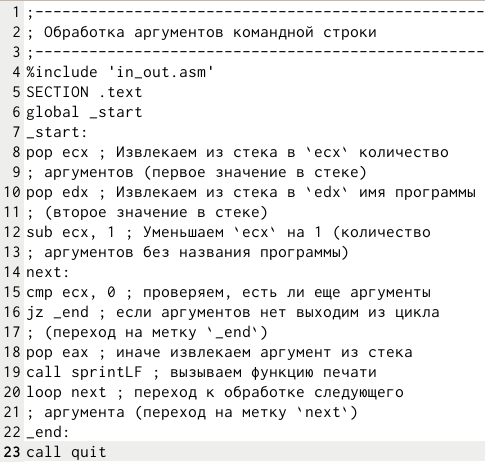 1 ;--------------------------------------------------
2 ; Обработка аргументов командной строки
3 ;--------------------------------------------------
4 %include 'in_out.asm'
5 SECTION .text
6 global _start
7 _start:
8 pop ecx ; Извлекаем из стека в `ecx` количество
9 ; аргументов (первое значение в стеке)
10 pop edx ; Извлекаем из стека в `edx` имя программы
11 ; (второе значение в стеке)
12 sub ecx, 1 ; Уменьшаем `ecx` на 1 (количество
13 ; аргументов без названия программы)
14 next:
15 cmp ecx, 0 ; проверяем, есть ли еще аргументы
16 jz _end ; если аргументов нет выходим из цикла
17 ; (переход на метку `_end`)
18 pop eax ; иначе извлекаем аргумент из стека
19 call sprintLF ; вызываем функцию печати
20 loop next ; переход к обработке следующего
21 ; аргумента (переход на метку `next`)
22 _end:
23 call quit